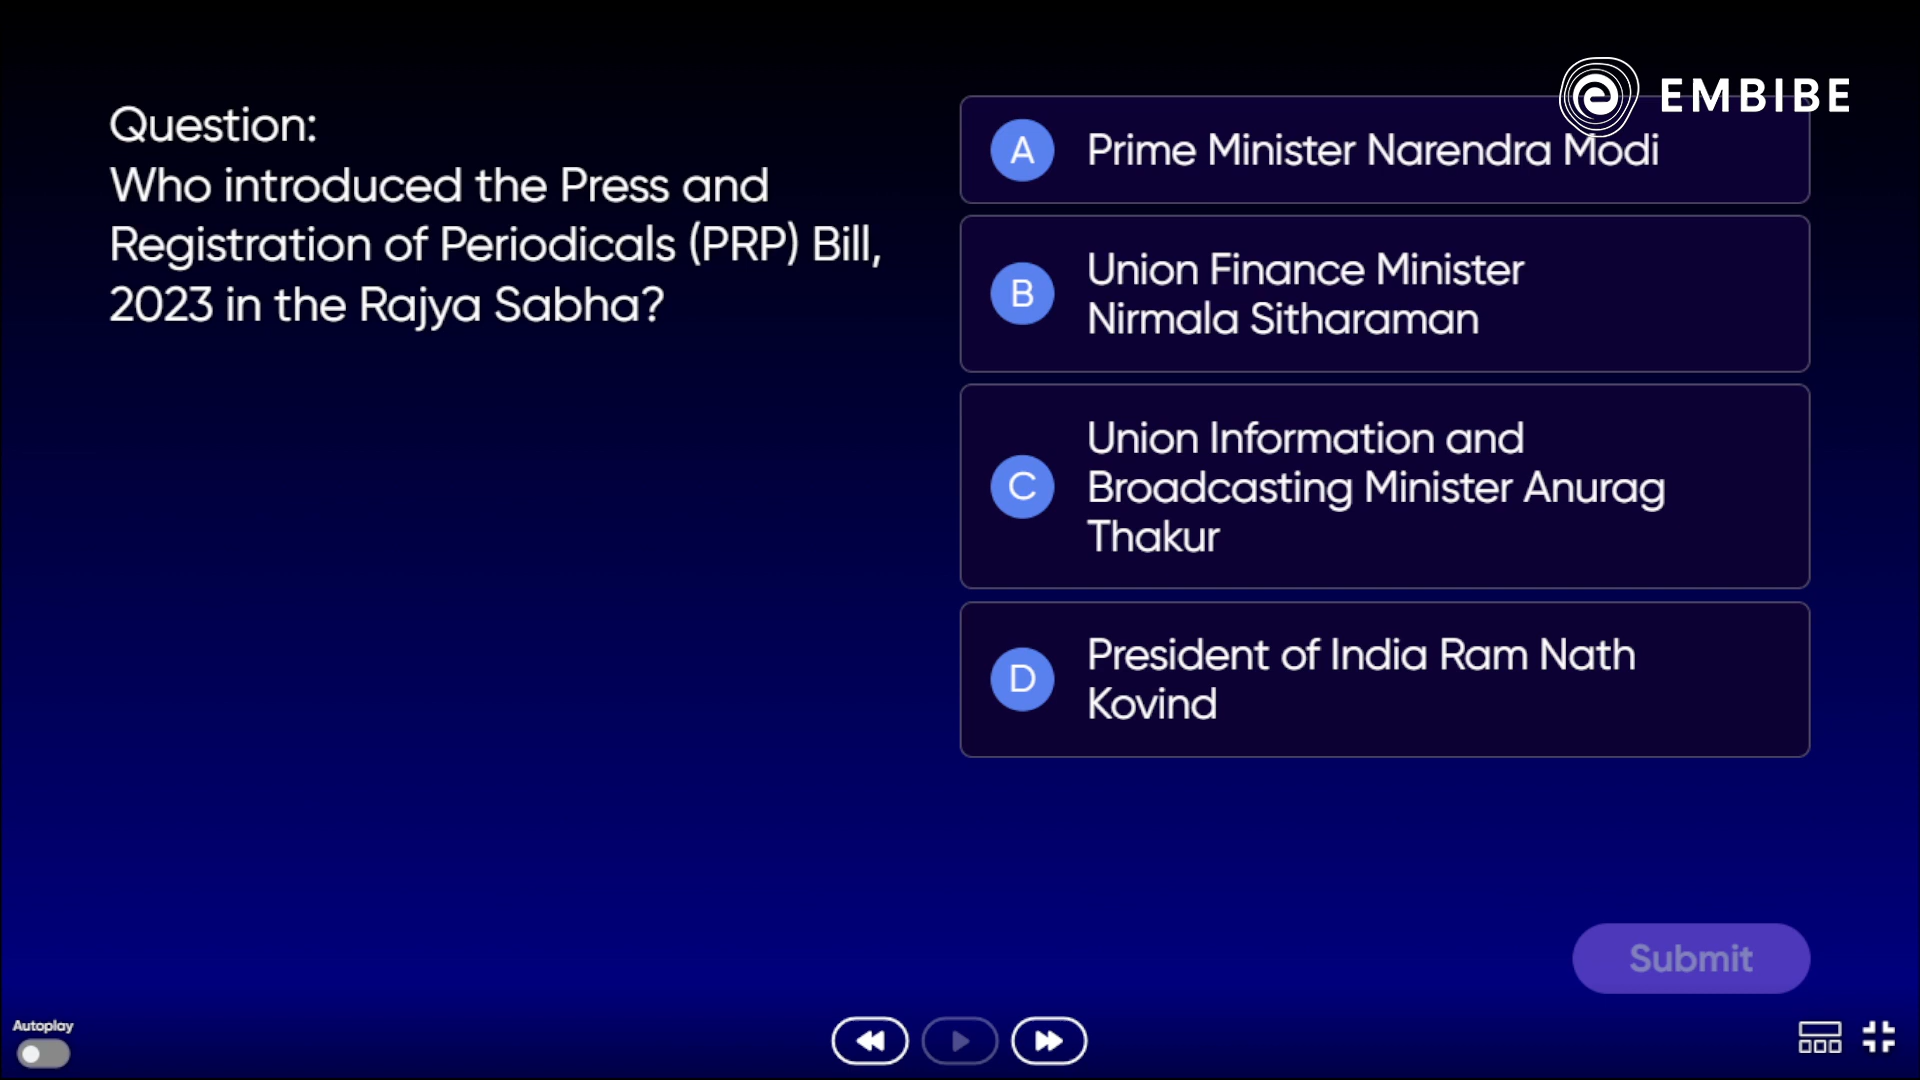 EMBIBE
Question:
Who introduced the Press and
Registration of Periodicals (PRP) Bill,
2023 in the Rajya Sabha?
A Prime Minister Narendra Modi
B Union Finance Minister
Nirmala Sitharaman
C Union Information and
Broadcasting Minister Anurag
Thakur
D President of India Ram Nath
Kovind
Submit
Autoplay